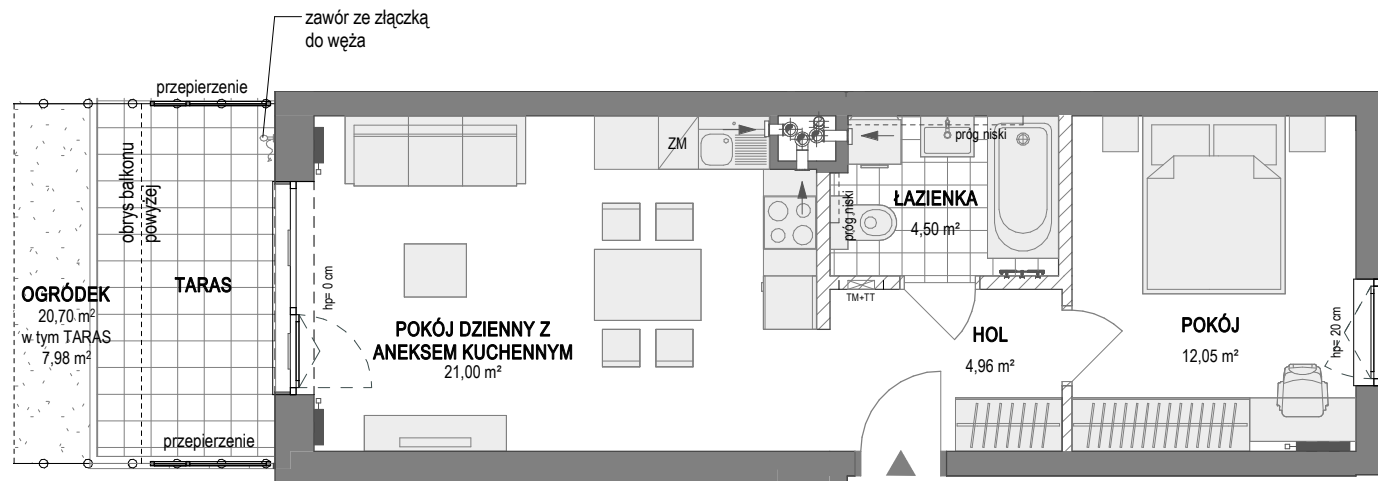 zawór ze złączką
do węża
przepierzenie
obrys balkonu
powyżej
TARAS
OGRÓDEK
20,70 m²
w tym TARAS
7,98 m²
przepierzenie
hp= 0 cm
POKÓJ DZIENNY Z
ANEKSEM KUCHENNYM
21,00 m²
ZM
próg niski
próg niski
ŁAZIENKA
4,50 m²
TM+TT
HOL
4,96 m²
POKÓJ
12,05 m²
hp= 20 cm